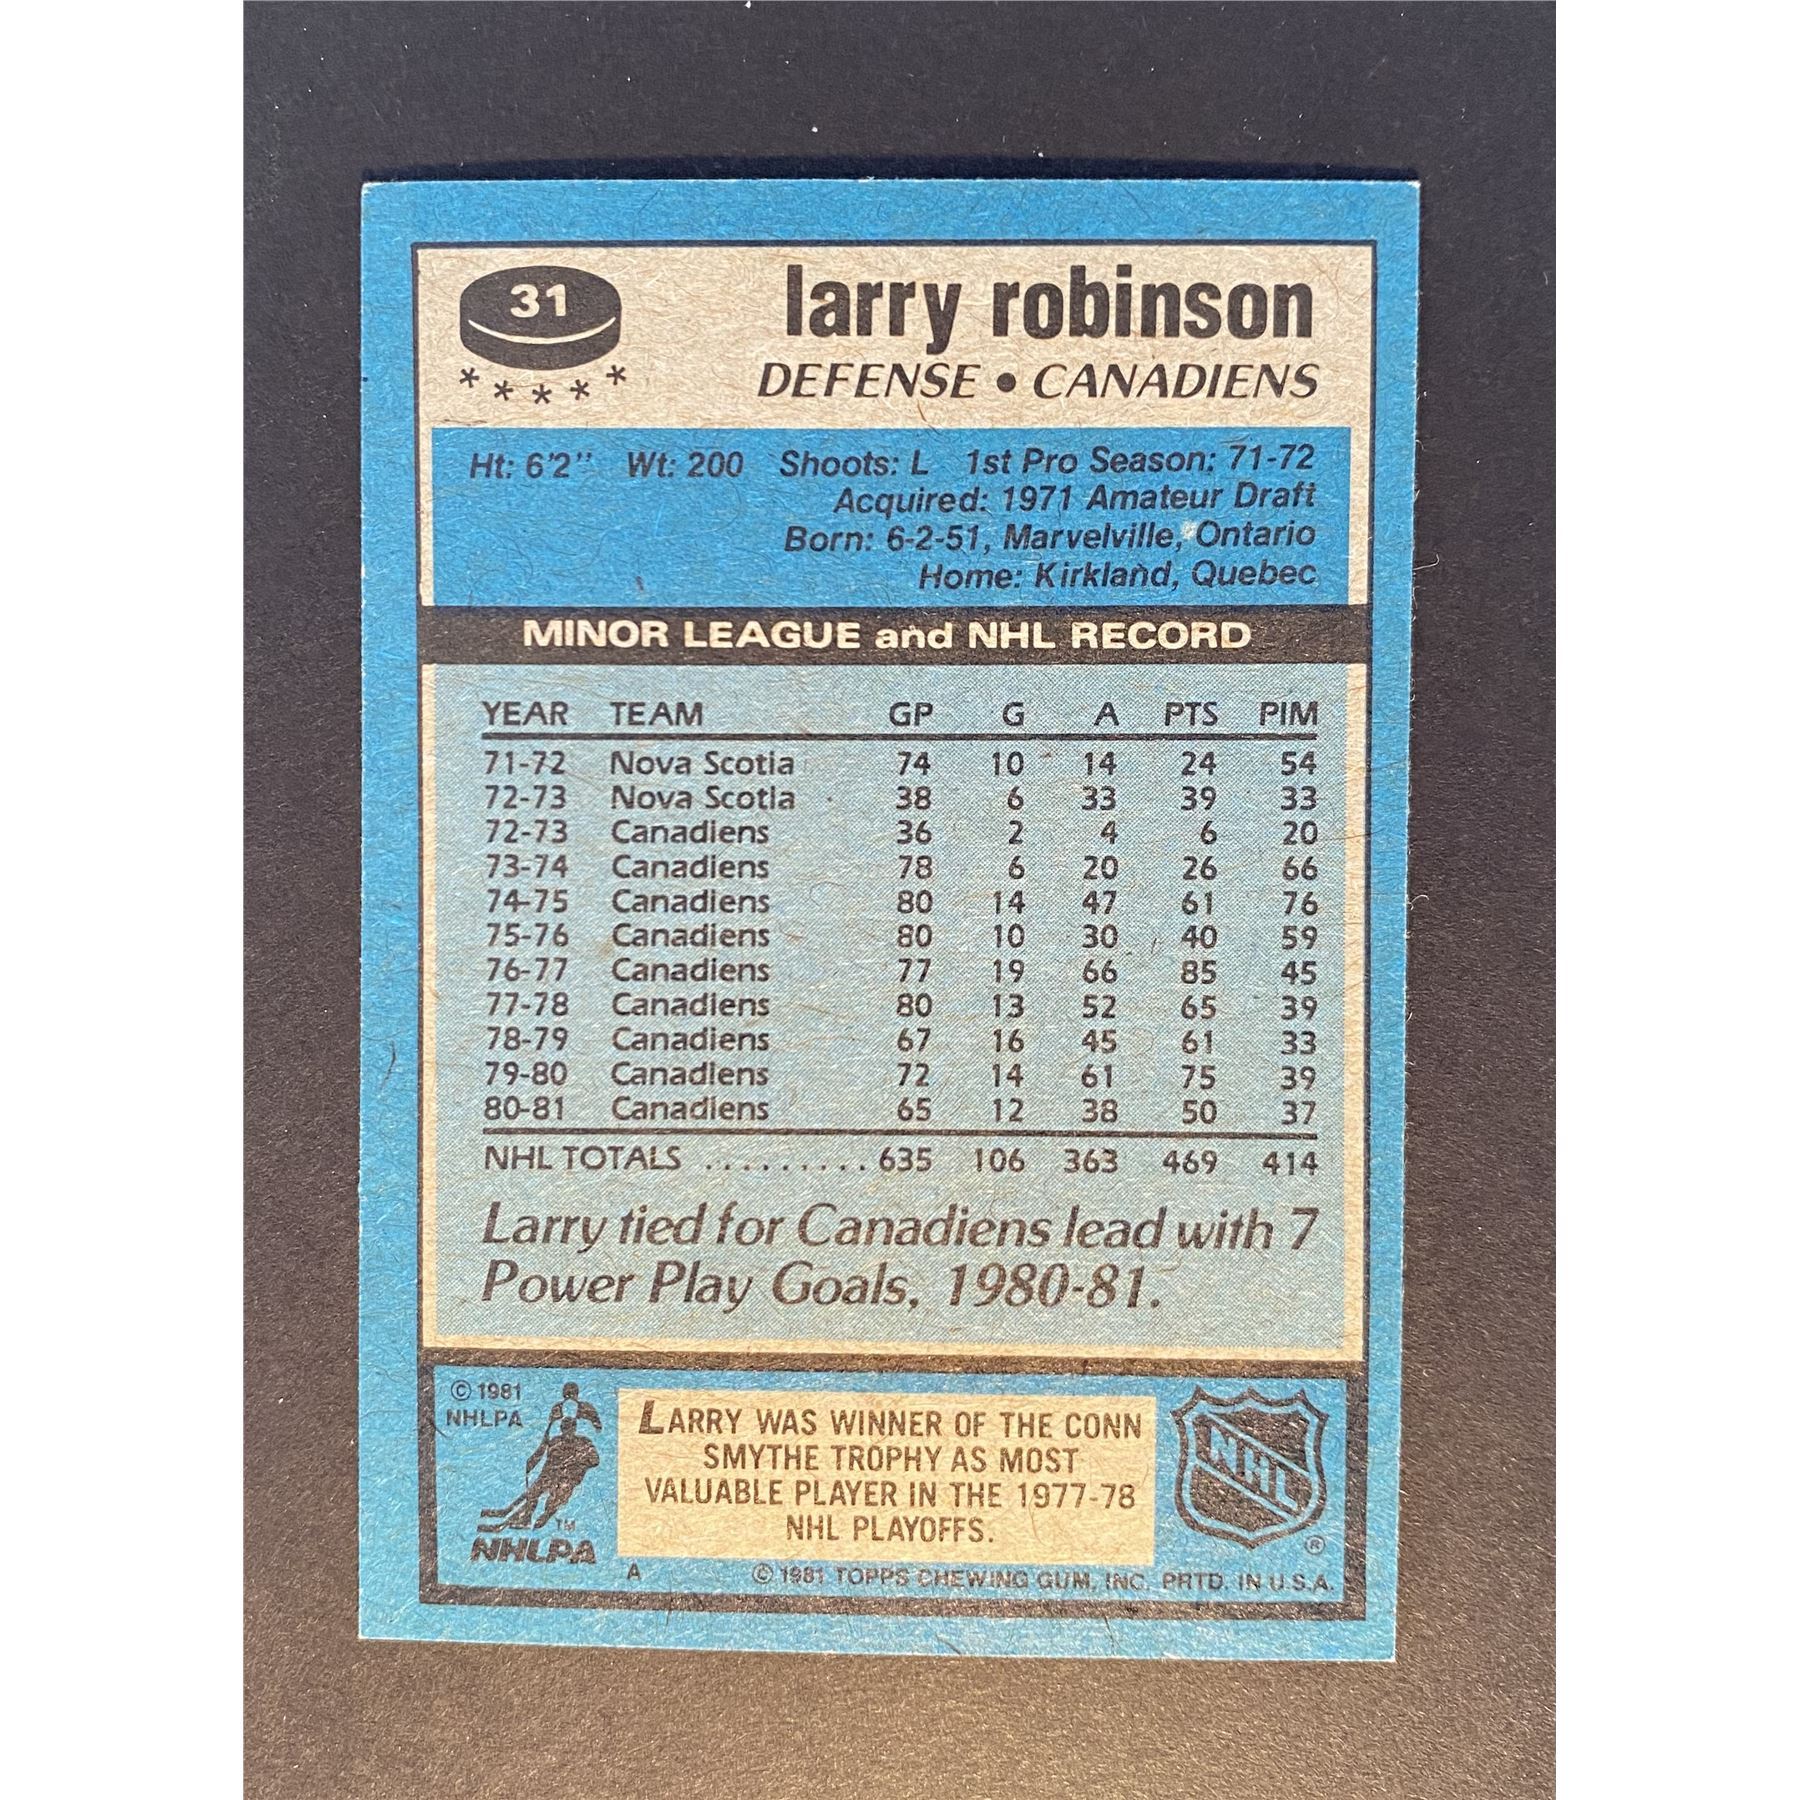 31
larry robinson
* * * * *
DEFENSE • CANADIENS
Ht: 6'2" Wt: 200 Shoots: L 1st Pro Season: 71-72
Acquired: 1971 Amateur Draft
Born: 6-2-51, Marvelville, Ontario
Home: Kirkland, Quebec
MINOR LEAGUE and NHL RECORD
YEAR TEAM GP G A PTS PIM
71-72 Nova Scotia 74 10 14 24 54
72-73 Nova Scotia 38 6 33 39 33
72-73 Canadiens 36 2 4 6 20
73-74 Canadiens 78 6 20 26 66
74-75 Canadiens 80 14 47 61 76
75-76 Canadiens 80 10 30 40 59
76-77 Canadiens 77 19 66 85 45
77-78 Canadiens 80 13 52 65 39
78-79 Canadiens 67 16 45 61 33
79-80 Canadiens 72 14 61 75 39
80-81 Canadiens 65 12 38 50 37
NHL TOTALS ......... 635 106 363 469 414
Larry tied for Canadiens lead with 7
Power Play Goals, 1980-81.
© 1981
NHLPA
LARRY WAS WINNER OF THE CONN
SMYTHE TROPHY AS MOST
VALUABLE PLAYER IN THE 1977-78
NHL PLAYOFFS.
TM
NHLPA
NHL
®
A © 1981 TOPPS CHEWING GUM, INC. PRTD. IN U.S.A.